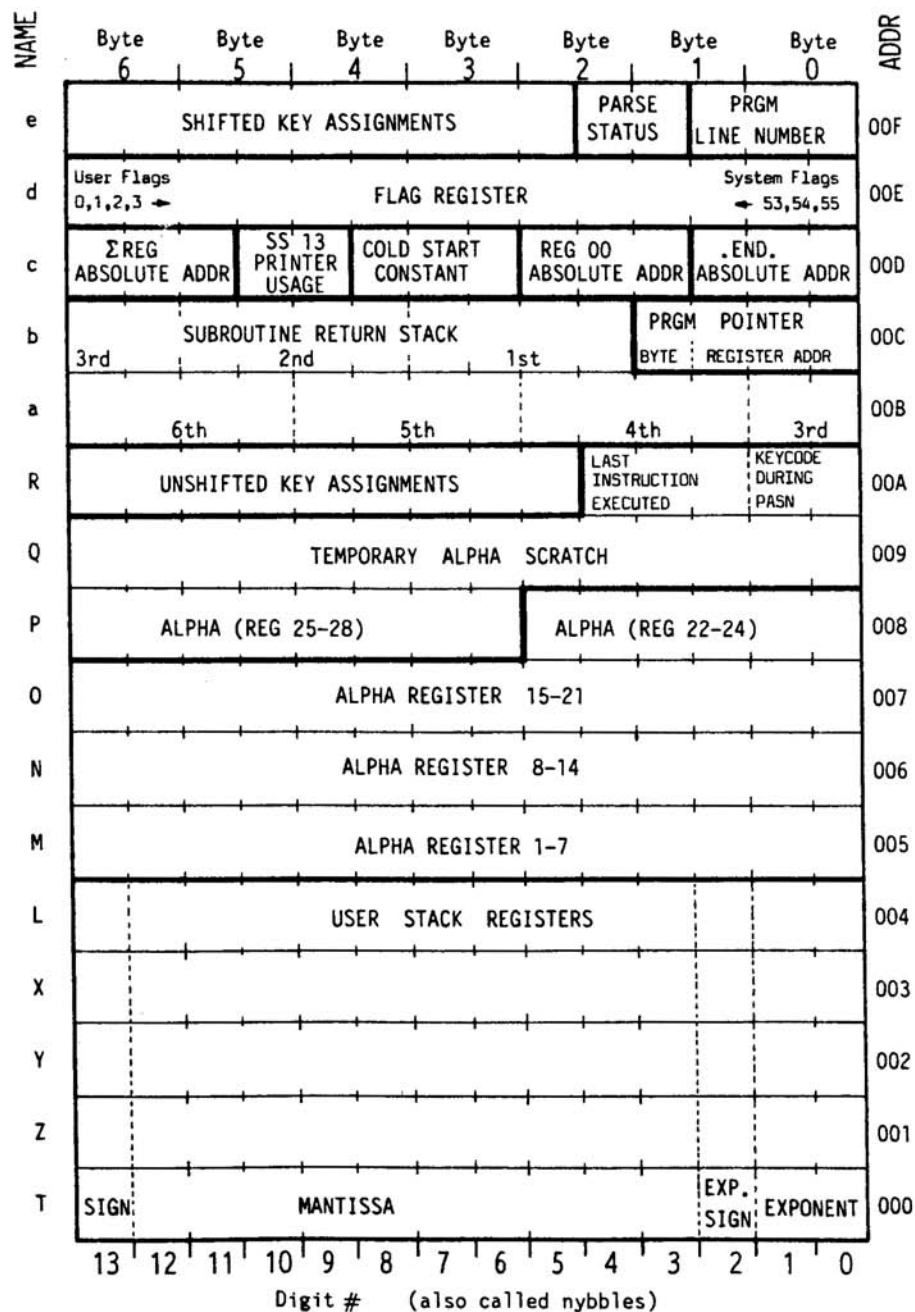 NAME
Byte Byte Byte Byte Byte Byte Byte
ADDR
6 5 4 3 2 1 0
e SHIFTED KEY ASSIGNMENTS PARSE STATUS PRGM LINE NUMBER 00F
d User Flags 0,1,2,3 → FLAG REGISTER System Flags ← 53,54,55 00E
c ΣREG ABSOLUTE ADDR SS 13 PRINTER USAGE COLD START CONSTANT REG 00 ABSOLUTE ADDR .END. ABSOLUTE ADDR 00D
b SUBROUTINE RETURN STACK PRGM POINTER 00C
3rd 2nd 1st BYTE REGISTER ADDR
a 00B
6th 5th 4th 3rd
R UNSHIFTED KEY ASSIGNMENTS LAST INSTRUCTION EXECUTED KEYCODE DURING PASN 00A
Q TEMPORARY ALPHA SCRATCH 009
P ALPHA (REG 25-28) ALPHA (REG 22-24) 008
O ALPHA REGISTER 15-21 007
N ALPHA REGISTER 8-14 006
M ALPHA REGISTER 1-7 005
L USER STACK REGISTERS 004
X 003
Y 002
Z 001
T SIGN MANTISSA EXP. SIGN EXPONENT 000
13 12 11 10 9 8 7 6 5 4 3 2 1 0
Digit # (also called nybbles)